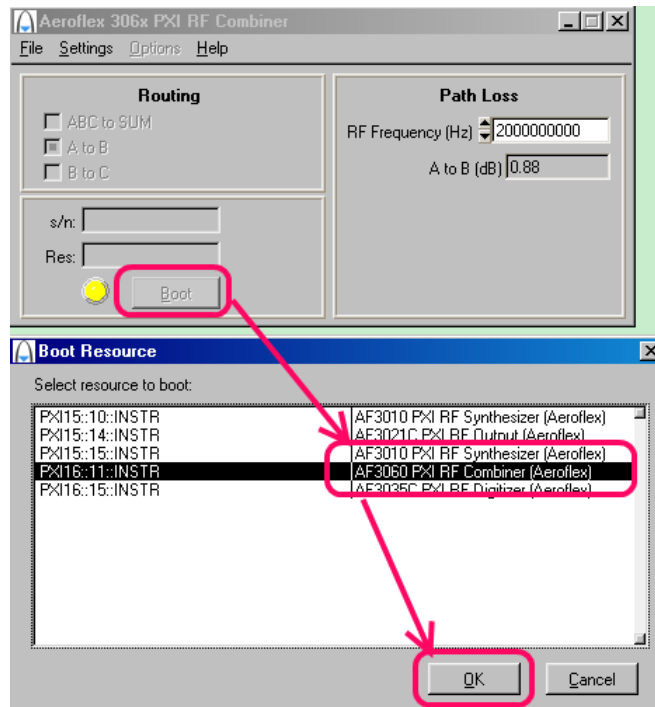 Aeroflex 306x PXI RF Combiner
File Settings Options Help
Routing
ABC to SUM
A to B
B to C
Path Loss
RF Frequency (Hz) 2000000000
A to B (dB) 0.88
s/n:
Res:
Boot
Boot Resource
Select resource to boot:
PXI15::10::INSTR AF3010 PXI RF Synthesizer (Aeroflex)
PXI15::14::INSTR AF3021C PXI RF Output (Aeroflex)
PXI15::15::INSTR AF3010 PXI RF Synthesizer (Aeroflex)
PXI16::11::INSTR AF3060 PXI RF Combiner (Aeroflex)
PXI16::15::INSTR AF3035C PXI RF Digitizer (Aeroflex)
OK Cancel